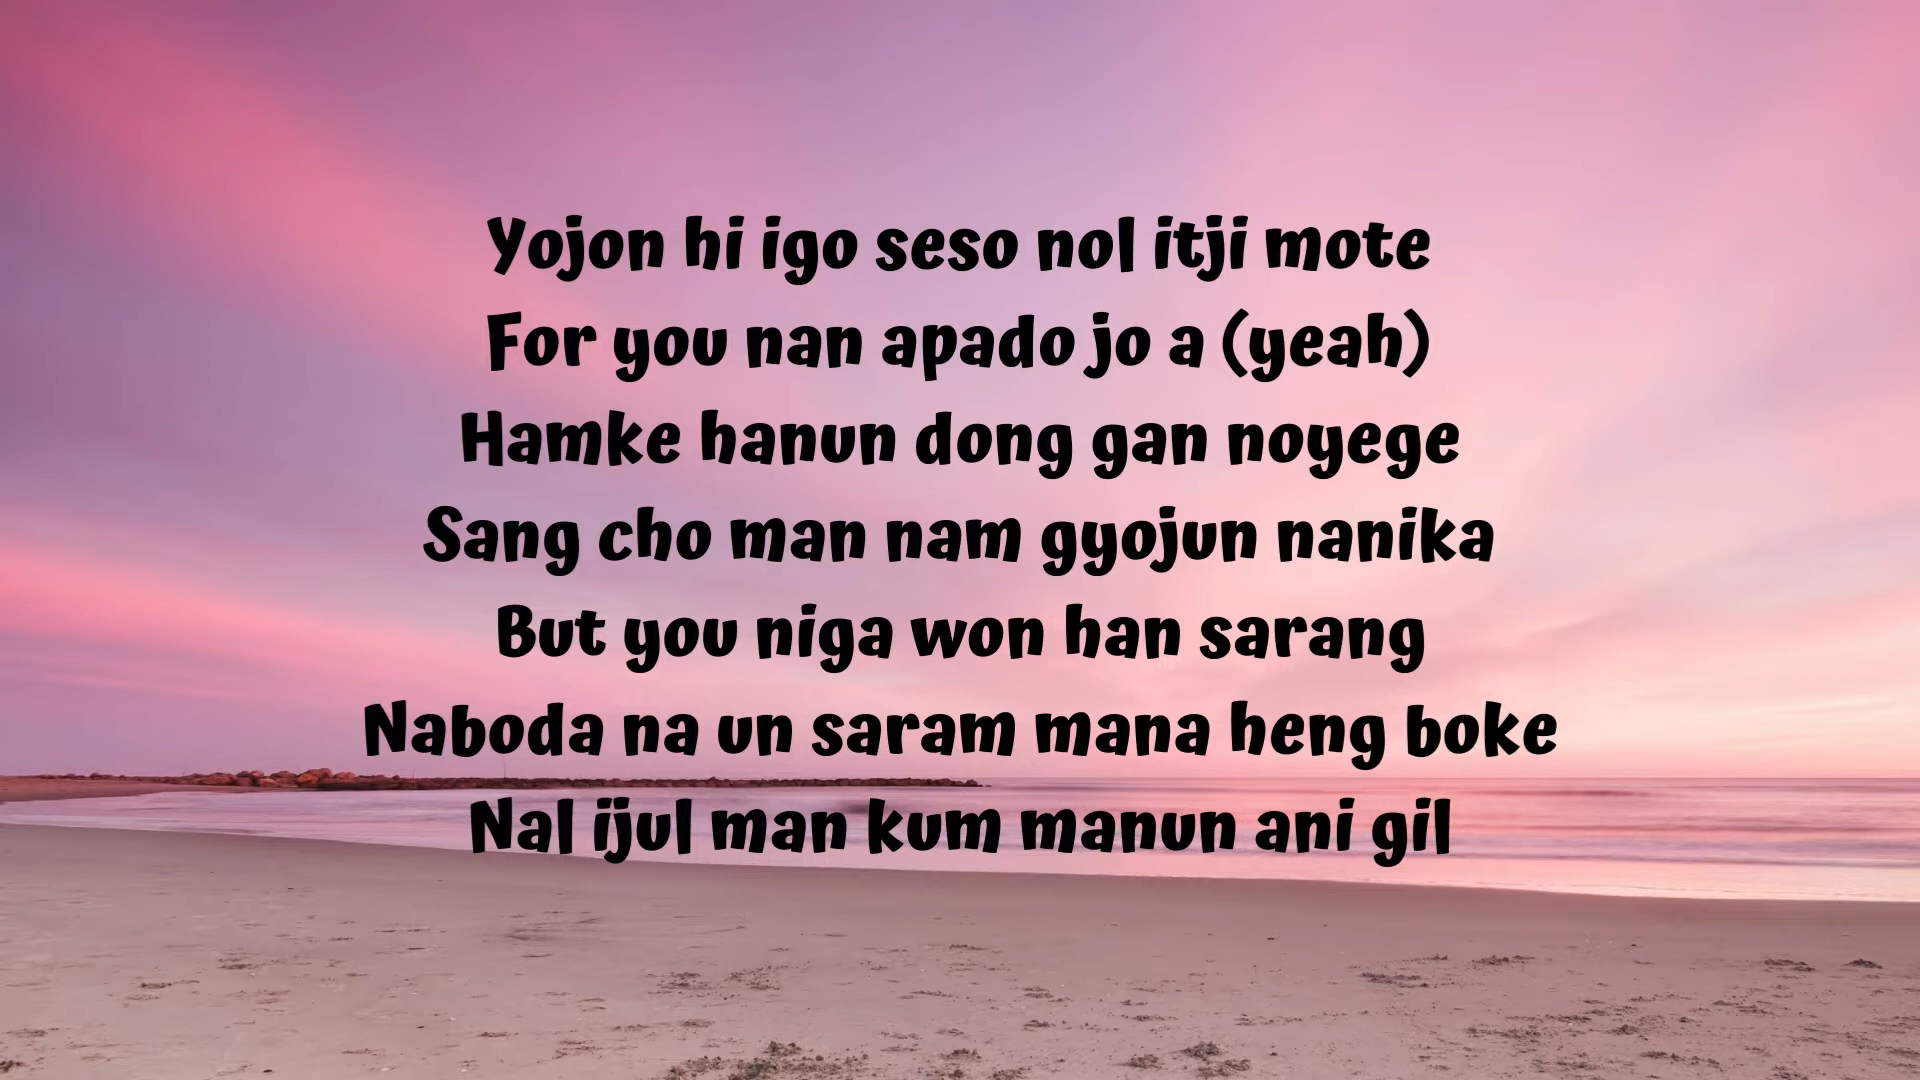 Yojon hi igo seso nol itji mote
For you nan apado jo a (yeah)
Hamke hanun dong gan noyege
Sang cho man nam gyojun nanika
But you niga won han sarang
Naboda na un saram mana heng boke
Nal ijul man kum manun ani gil